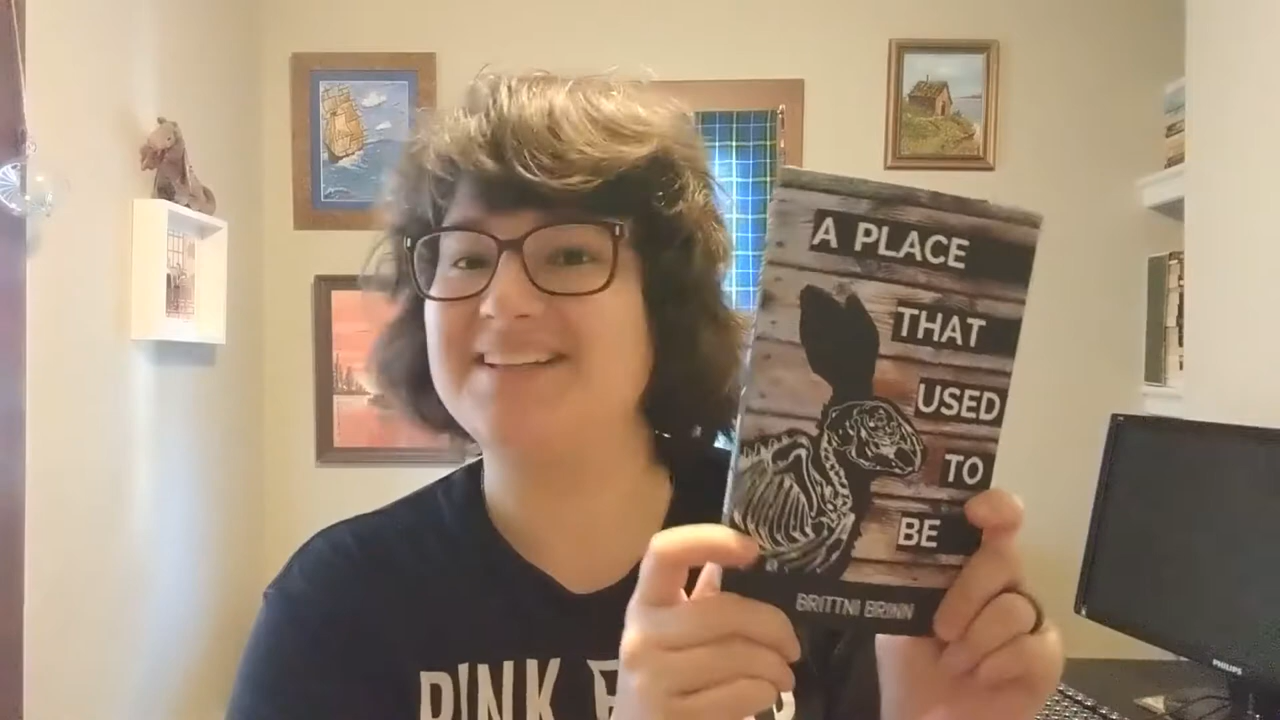 A PLACE
THAT
USED
TO
BE
BRITTNI BRINN
PINK
PHILIPS